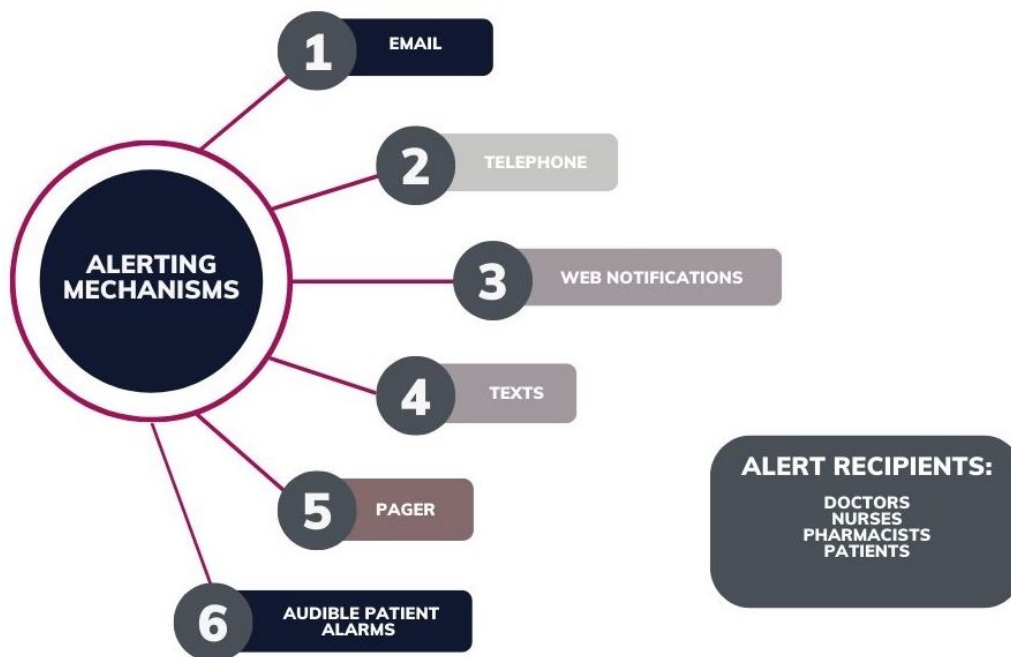 1
EMAIL
2
TELEPHONE
ALERTING
MECHANISMS
3
WEB NOTIFICATIONS
4
TEXTS
5
PAGER
6
AUDIBLE PATIENT
ALARMS
ALERT RECIPIENTS:
DOCTORS
NURSES
PHARMACISTS
PATIENTS